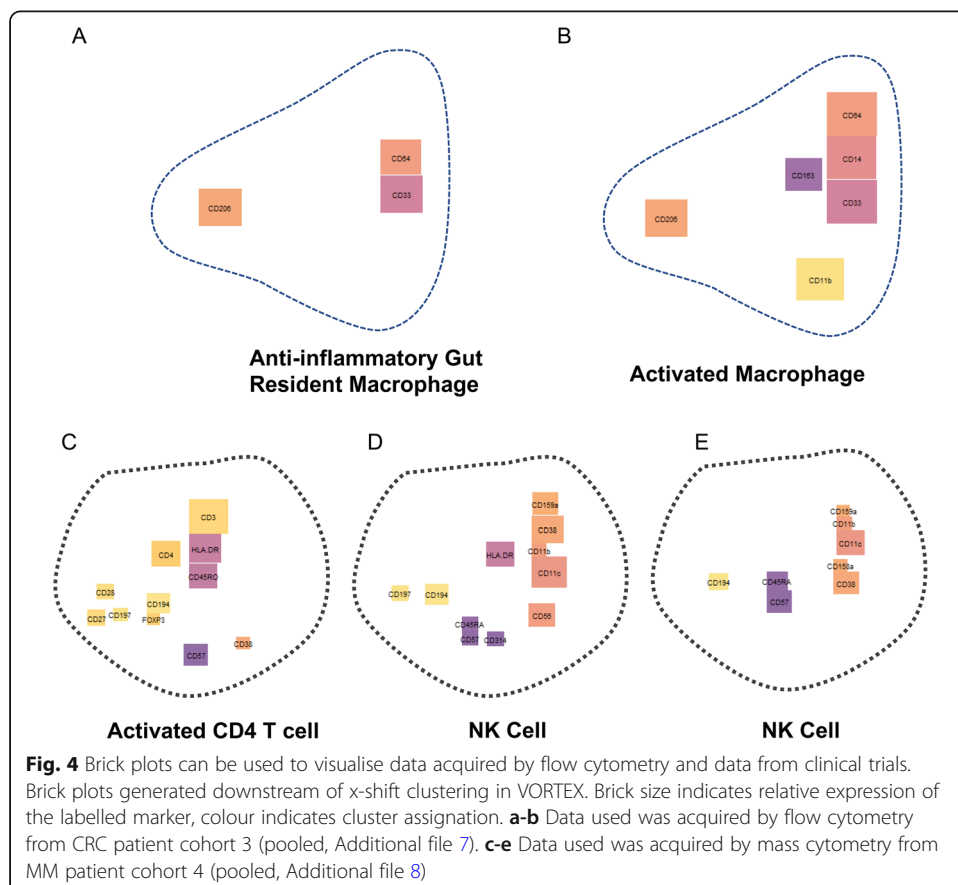 A
B
CD64
CD33
CD206
CD64
CD14
CD163
CD33
CD206
CD11b
Anti-inflammatory Gut
Resident Macrophage
Activated Macrophage
C
D
E
CD3
HLA.DR
CD4
CD45RO
CD28
CD194
CD27
CD197
FOXP3
CD38
CD57
CD159a
CD38
HLA.DR
CD11b
CD11c
CD197
CD194
CD56
CD45RA
CD57
CD314
CD159a
CD11b
CD11c
CD158a
CD194
CD45RA
CD38
CD57
Activated CD4 T cell
NK Cell
NK Cell
Fig. 4 Brick plots can be used to visualise data acquired by flow cytometry and data from clinical trials.
Brick plots generated downstream of x-shift clustering in VORTEX. Brick size indicates relative expression of
the labelled marker, colour indicates cluster assignation. a-b Data used was acquired by flow cytometry
from CRC patient cohort 3 (pooled, Additional file 7). c-e Data used was acquired by mass cytometry from
MM patient cohort 4 (pooled, Additional file 8)